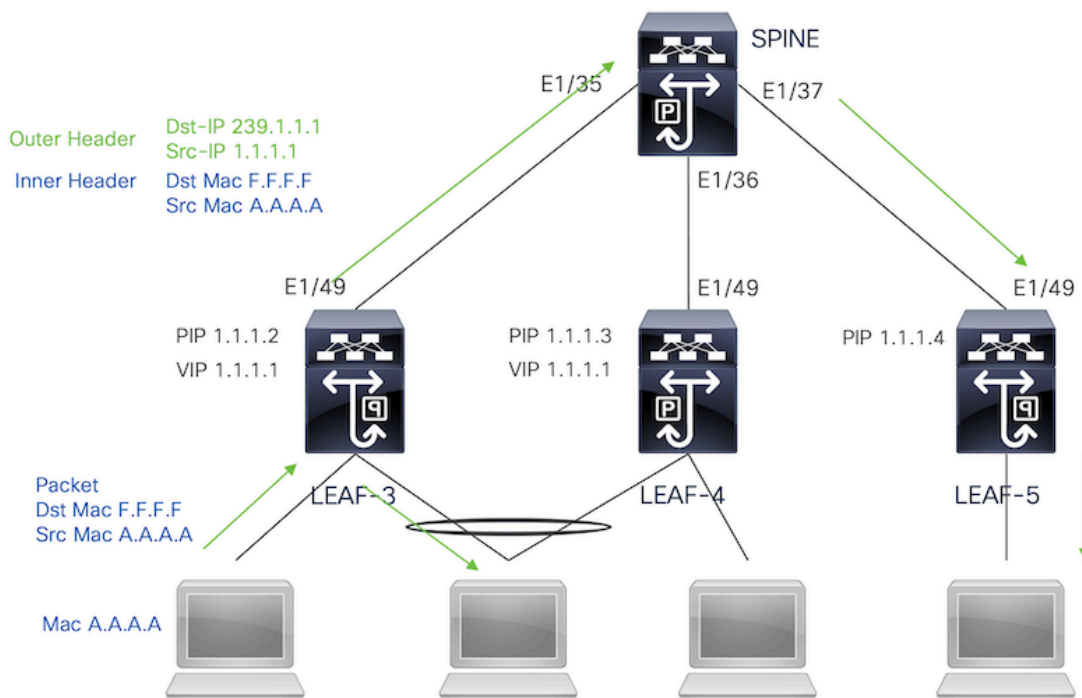 SPINE
E1/35
E1/37
Outer Header
Dst-IP 239.1.1.1
Src-IP 1.1.1.1
Inner Header
Dst Mac F.F.F.F
Src Mac A.A.A.A
E1/36
E1/49
E1/49
E1/49
PIP 1.1.1.2
VIP 1.1.1.1
PIP 1.1.1.3
VIP 1.1.1.1
PIP 1.1.1.4
P
P
P
P
LEAF-3
LEAF-4
LEAF-5
Packet
Dst Mac F.F.F.F
Src Mac A.A.A.A
Mac A.A.A.A